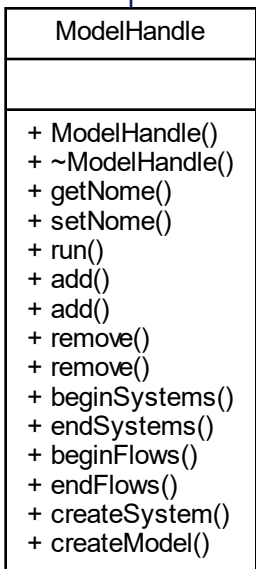 ModelHandle
+ ModelHandle()
+ ~ModelHandle()
+ getNome()
+ setNome()
+ run()
+ add()
+ add()
+ remove()
+ remove()
+ beginSystems()
+ endSystems()
+ beginFlows()
+ endFlows()
+ createSystem()
+ createModel()